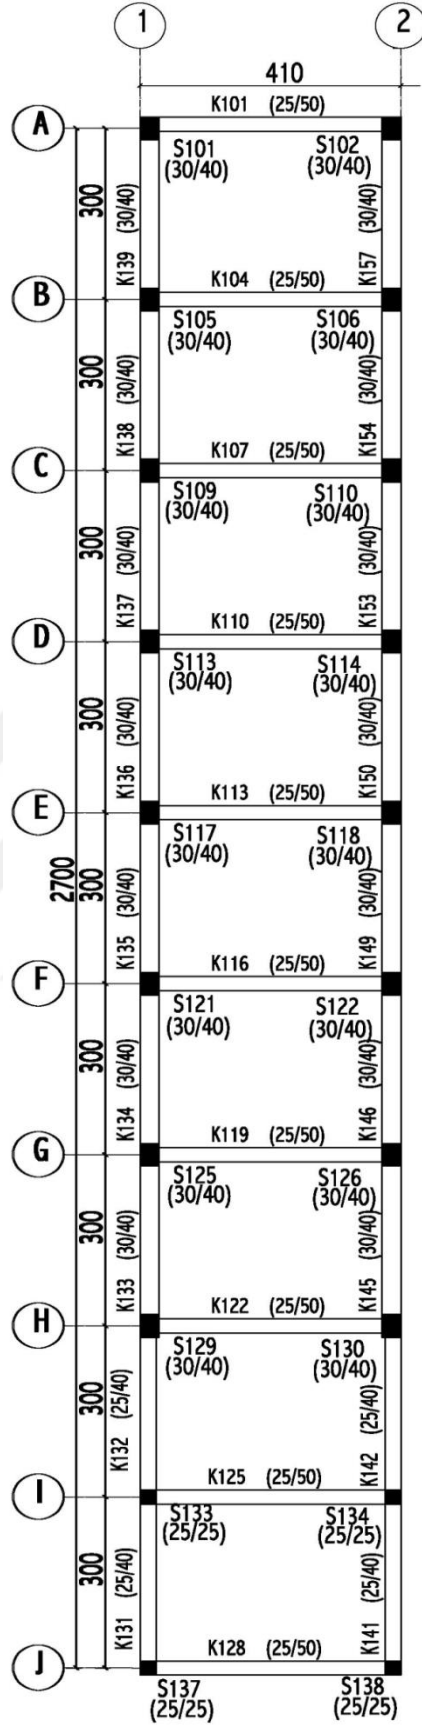 1 2
410
K101 (25/50)
A
S101 S102
(30/40) (30/40)
300 K139 (30/40) K157 (30/40)
K104 (25/50)
B
S105 S106
(30/40) (30/40)
300 K138 (30/40) K154 (30/40)
K107 (25/50)
C
S109 S110
(30/40) (30/40)
300 K137 (30/40) K153 (30/40)
K110 (25/50)
D
S113 S114
(30/40) (30/40)
300 K136 (30/40) K150 (30/40)
K113 (25/50)
E
S117 S118
(30/40) (30/40)
2700 300 K135 (30/40) K149 (30/40)
K116 (25/50)
F
S121 S122
(30/40) (30/40)
300 K134 (30/40) K146 (30/40)
K119 (25/50)
G
S125 S126
(30/40) (30/40)
300 K133 (30/40) K145 (30/40)
K122 (25/50)
H
S129 S130
(30/40) (30/40)
300 K132 (25/40) K142 (25/40)
K125 (25/50)
I
S133 S134
(25/25) (25/25)
300 K131 (25/40) K141 (25/40)
K128 (25/50)
J
S137 S138
(25/25) (25/25)